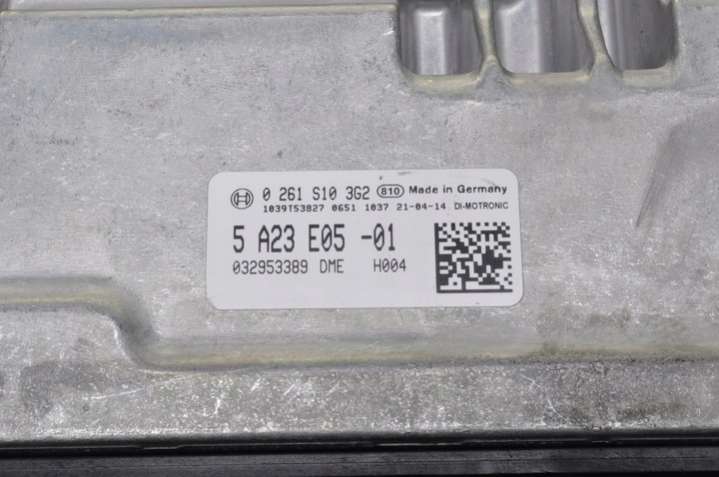 0 261 S10 3G2 810 Made in Germany
1039T53827 0651 1037 21-04-14 DI-MOTRONIC
5 A23 E05 -01
032953389 DME H004